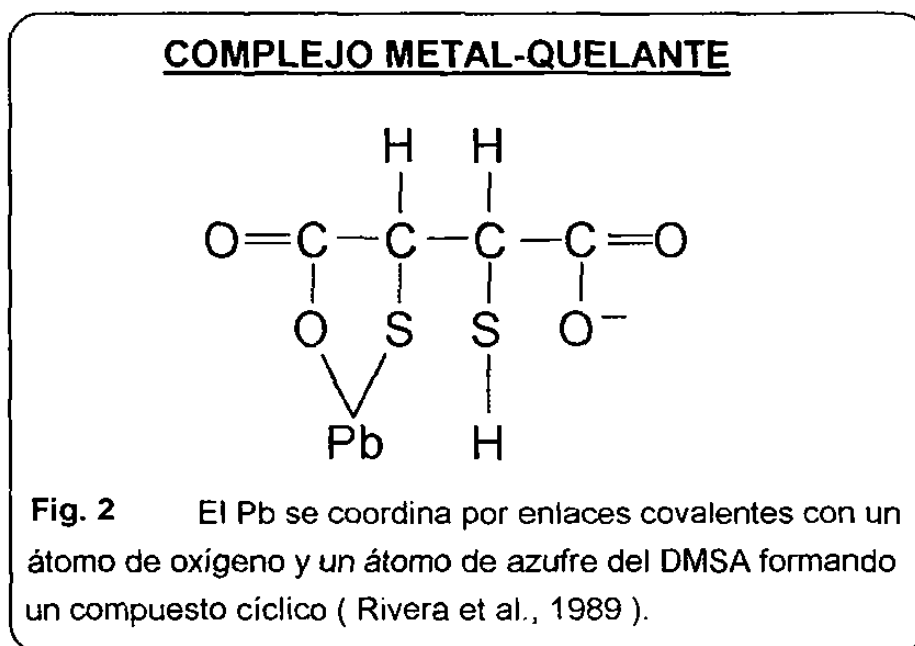 COMPLEJO METAL-QUELANTE
H H
O=C—C—C—C=O
O S S O—
Pb H
Fig. 2 El Pb se coordina por enlaces covalentes con un
átomo de oxígeno y un átomo de azufre del DMSA formando
un compuesto cíclico ( Rivera et al., 1989 ).